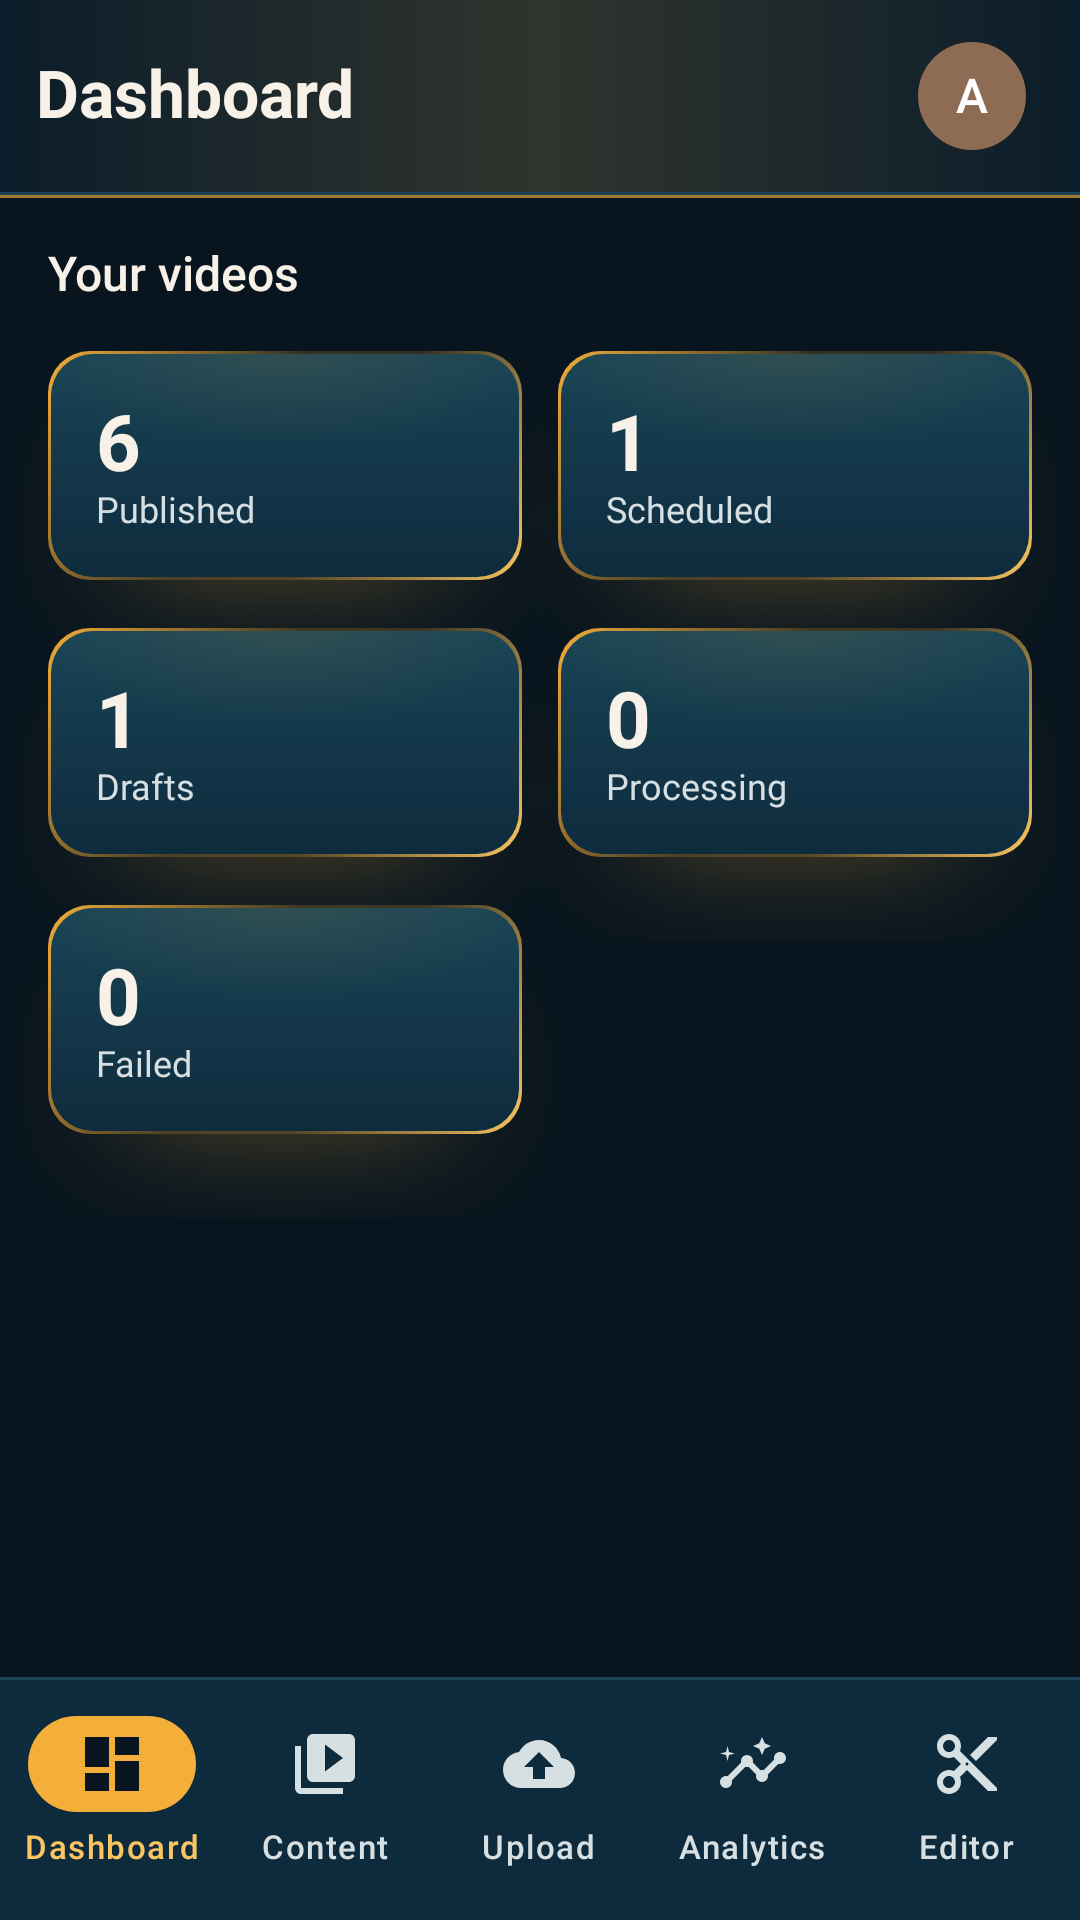 Dashboard
A
Your videos
6
Published
1
Scheduled
1
Drafts
0
Processing
0
Failed
Dashboard
Content
Upload
Analytics
Editor